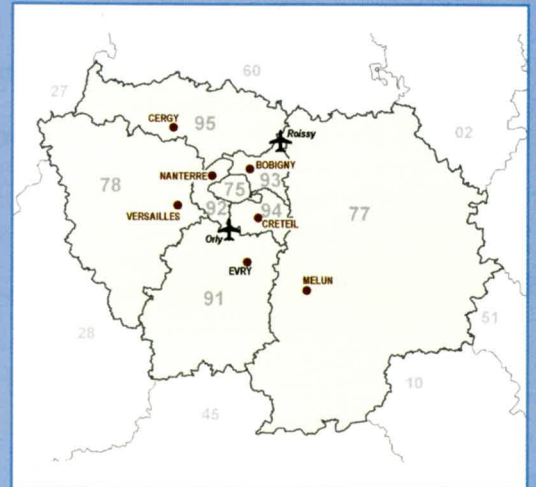 60
27
CERGY
95
Roissy
02
BOBIGNY
NANTERRE
93
78
75
92
94
77
VERSAILLES
CRETEIL
Orly
EVRY
MELUN
91
51
28
10
45